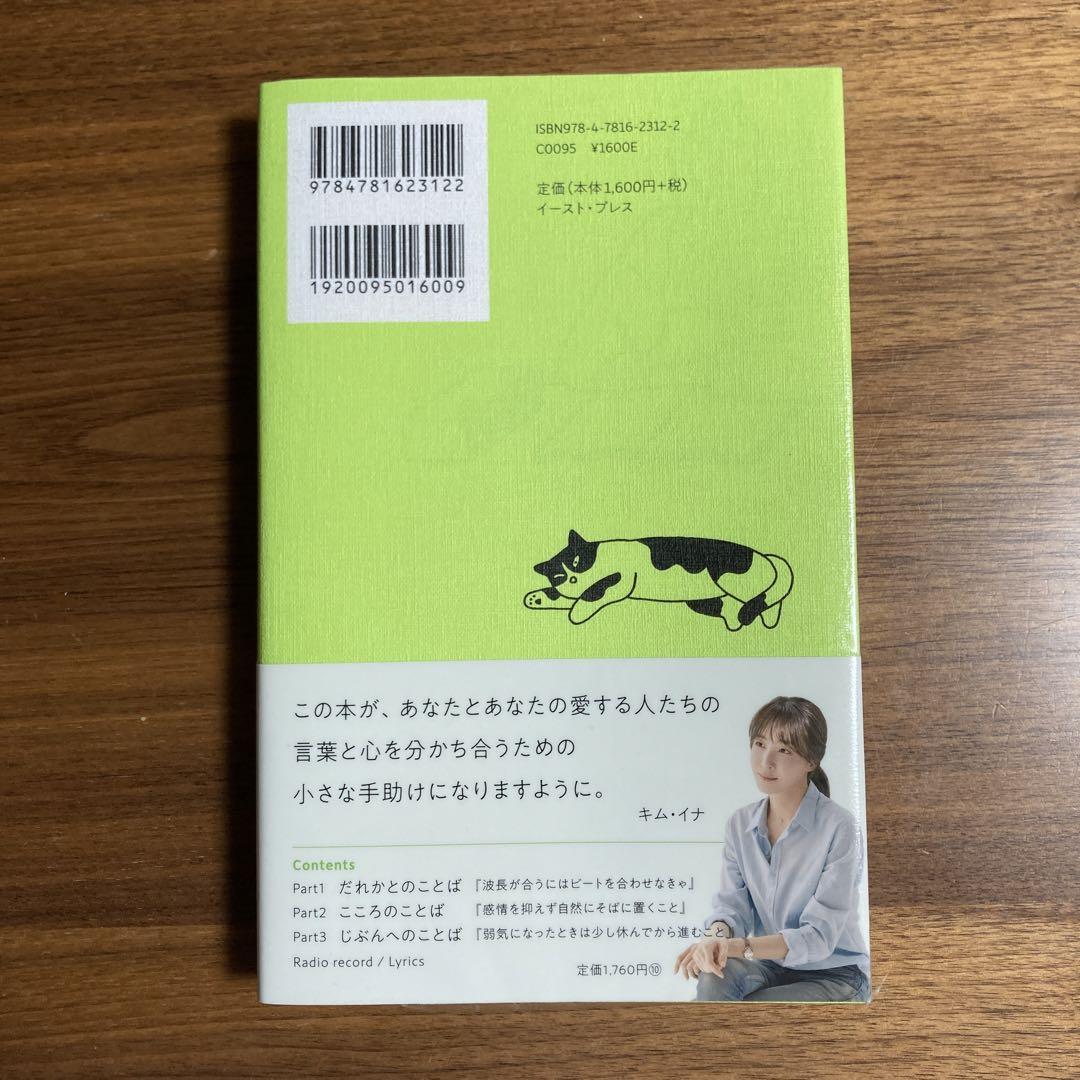 9784781623122
1920095016009
ISBN978-4-7816-2312-2
C0095 ¥1600E
定価(本体1,600円+税)
イースト・プレス
この本が、あなたとあなたの愛する人たちの
言葉と心を分かち合うための
小さな手助けになりますように。
キム・イナ
Contents
Part1 だれかとのことば 『波長が合うにはビートを合わせなきゃ』
Part2 こころのことば 『感情を抑えず自然にそばに置くこと』
Part3 じぶんへのことば 『弱気になったときは少し休んでから進むこと』
Radio record / Lyrics
定価1,760円⑩